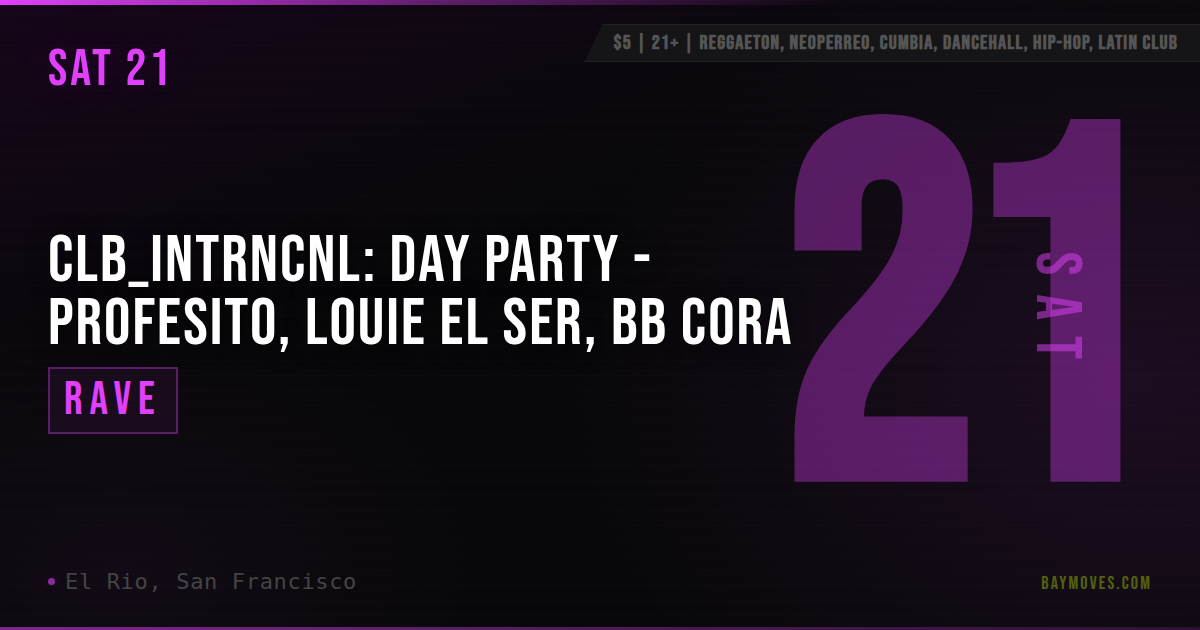 SAT 21
$5 | 21+ | REGGAETON, NEOPERREO, CUMBIA, DANCEHALL, HIP-HOP, LATIN CLUB
21
SAT
CLB_INTRNCNL: DAY PARTY -
PROFESITO, LOUIE EL SER, BB CORA
RAVE
El Rio, San Francisco
BAYMOVES.COM